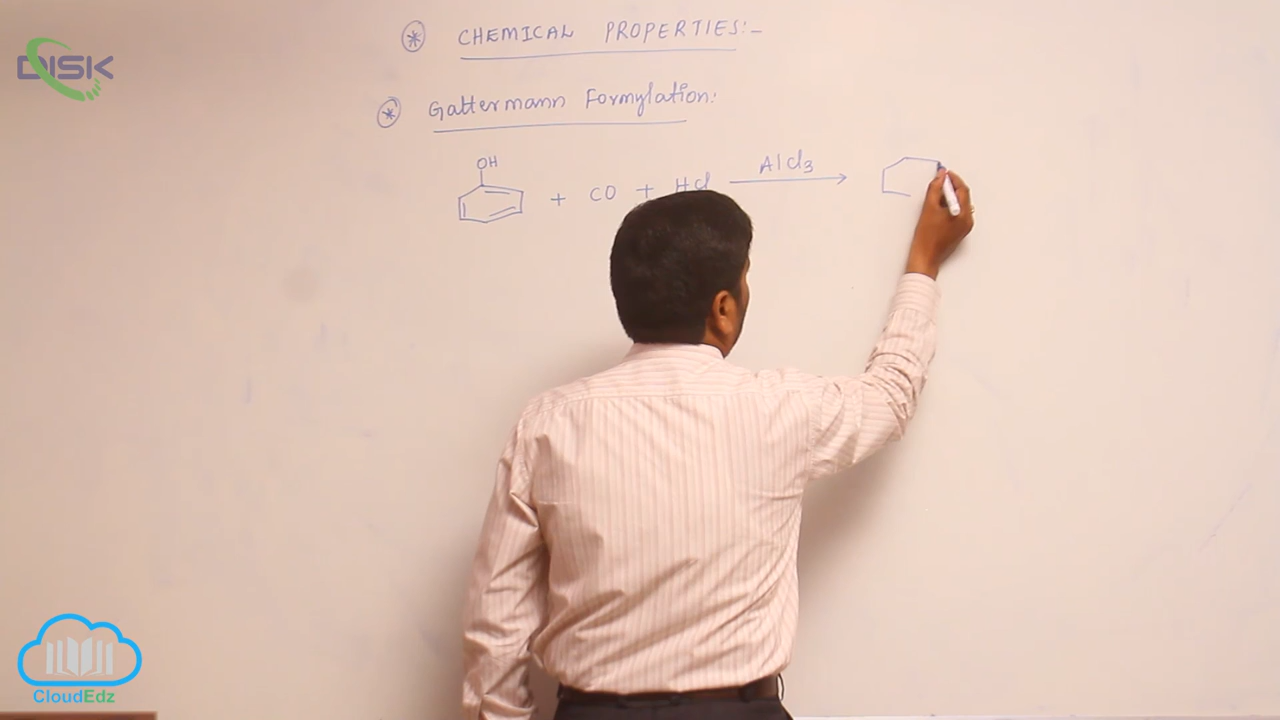 DISK
* CHEMICAL PROPERTIES:-
* Gattermann Formylation:
OH
+ CO + HCl AlCl3
CloudEdz